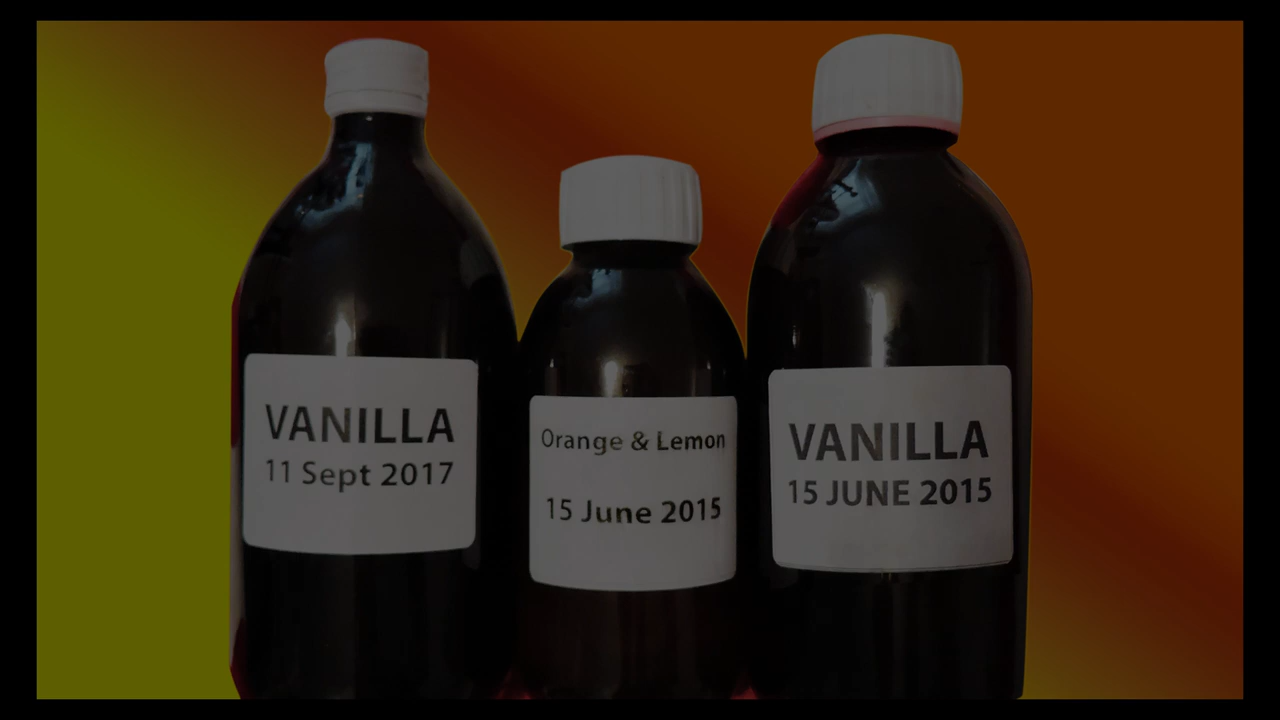 VANILLA
11 Sept 2017
Orange & Lemon
15 June 2015
VANILLA
15 JUNE 2015